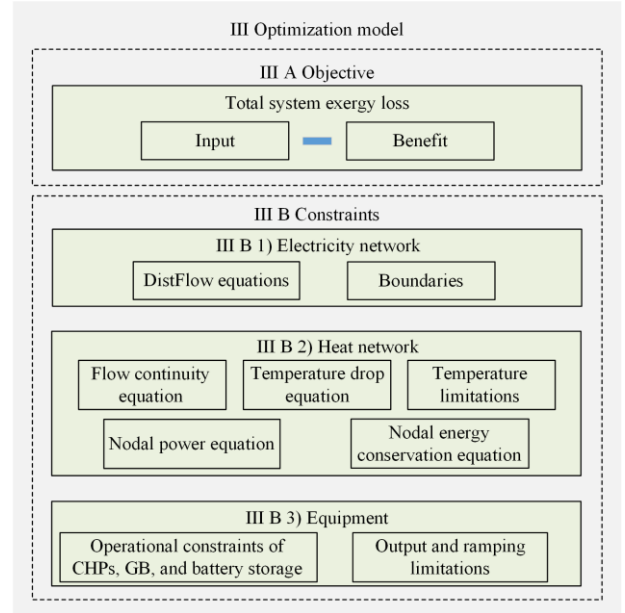 III Optimization model
III A Objective
Total system exergy loss
Input
Benefit
III B Constraints
III B 1) Electricity network
DistFlow equations
Boundaries
III B 2) Heat network
Flow continuity
equation
Temperature drop
equation
Temperature
limitations
Nodal power equation
Nodal energy
conservation equation
III B 3) Equipment
Operational constraints of
CHPs, GB, and battery storage
Output and ramping
limitations